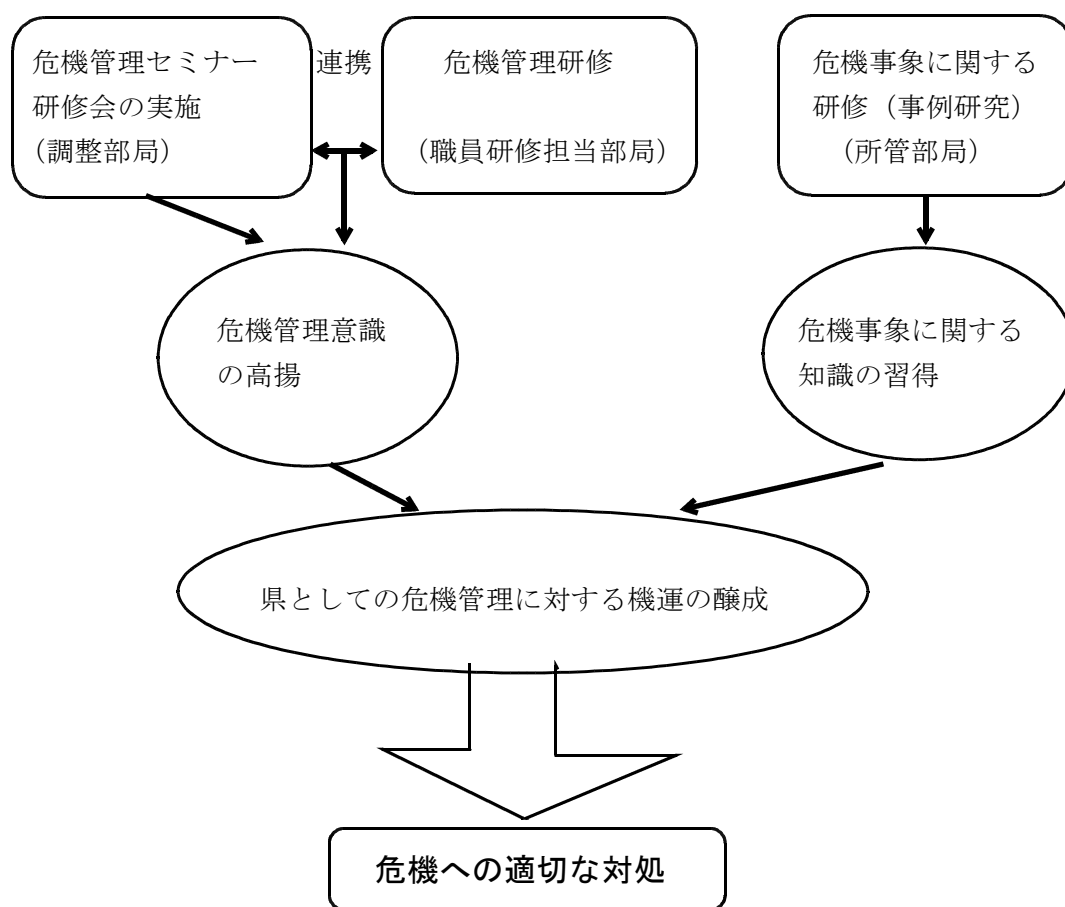 危機管理セミナー
研修会の実施
（調整部局）
連携
危機管理研修
（職員研修担当部局）
危機事象に関する
研修（事例研究）
（所管部局）
危機管理意識
の高揚
危機事象に関する
知識の習得
県としての危機管理に対する機運の醸成
危機への適切な対処